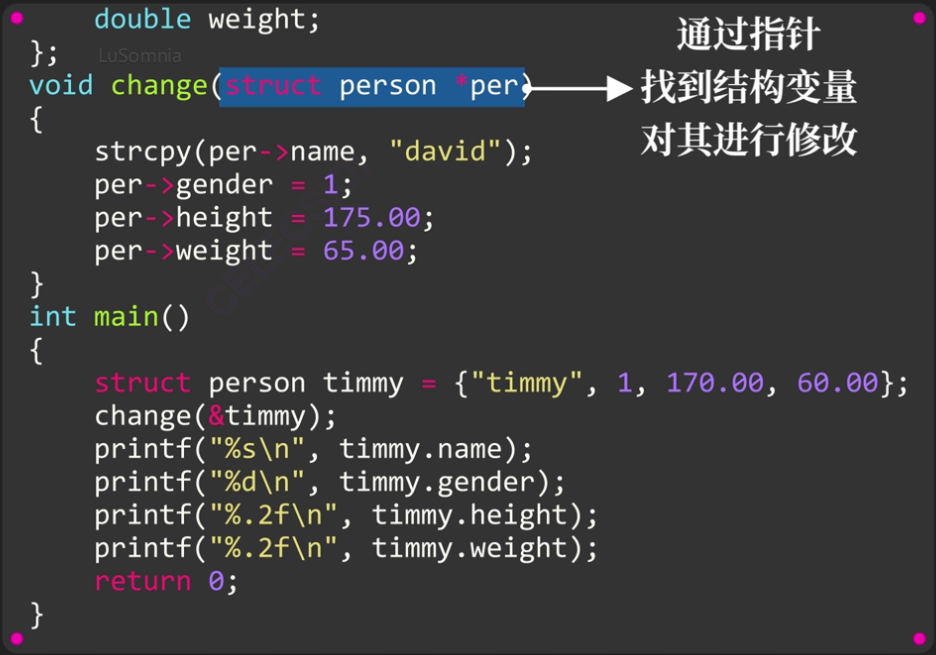 double weight;
};
LuSomnia
void change(struct person *per)
{
strcpy(per->name, "david");
per->gender = 1;
per->height = 175.00;
per->weight = 65.00;
}
int main()
{
struct person timmy = {"timmy", 1, 170.00, 60.00};
change(&timmy);
printf("%s\n", timmy.name);
printf("%d\n", timmy.gender);
printf("%.2f\n", timmy.height);
printf("%.2f\n", timmy.weight);
return 0;
}
通过指针
找到结构变量
对其进行修改